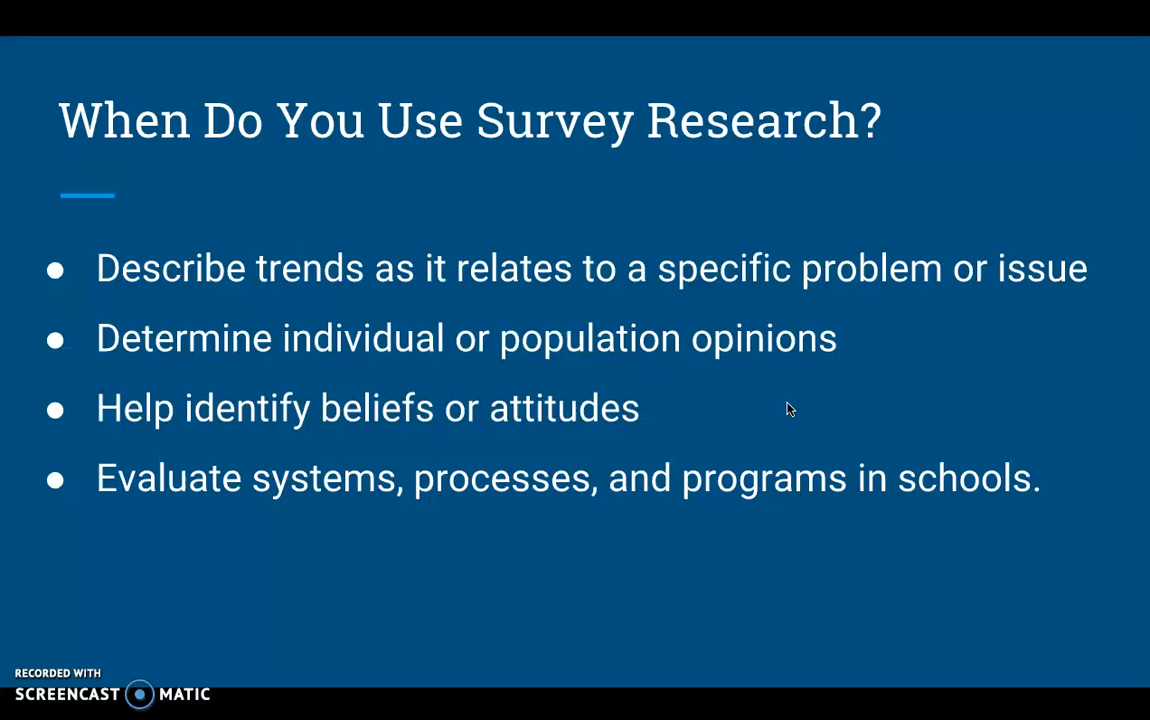 When Do You Use Survey Research?
● Describe trends as it relates to a specific problem or issue
● Determine individual or population opinions
● Help identify beliefs or attitudes
● Evaluate systems, processes, and programs in schools.
RECORDED WITH
SCREENCAST MATIC